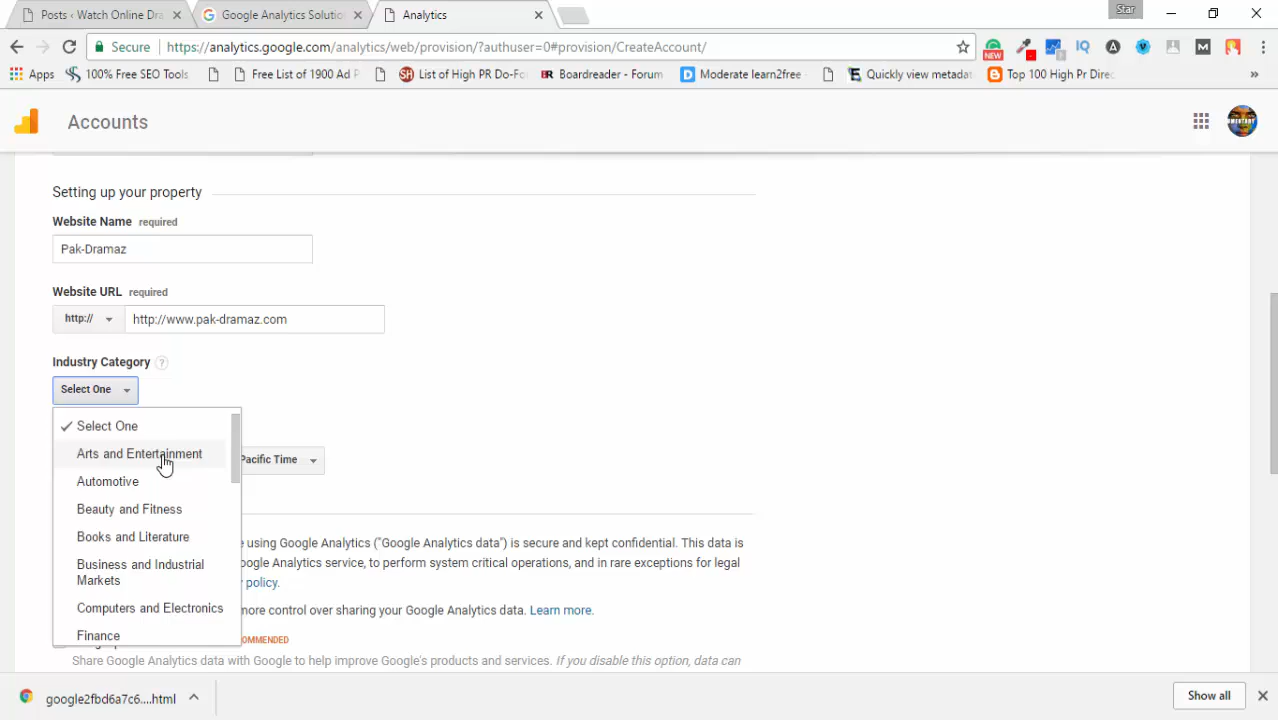 Posts ‹ Watch Online Dra
Google Analytics Solutio
Analytics
Star
Secure
https://analytics.google.com/analytics/web/provision/?authuser=0#provision/CreateAccount/
NEW
IQ
A
M
Apps
100% Free SEO Tools
Free List of 1900 Ad P
SH
List of High PR Do-Fo
BR
Boardreader - Forum
D
Moderate learn2free
E
Quickly view metadat
Top 100 High Pr Direc
»
Accounts
Setting up your property
Website Name required
Pak-Dramaz
Website URL required
http://
http://www.pak-dramaz.com
Industry Category ?
Select One
Select One
Arts and Entertainment
Automotive
Beauty and Fitness
Books and Literature
Business and Industrial
Markets
Computers and Electronics
Finance
Pacific Time
using Google Analytics ("Google Analytics data") is secure and kept confidential. This data is
oogle Analytics service, to perform system critical operations, and in rare exceptions for legal
policy.
more control over sharing your Google Analytics data. Learn more.
OMMENDED
Share Google Analytics data with Google to help improve Google's products and services. If you disable this option, data can
google2fbd6a7c6....html
Show all